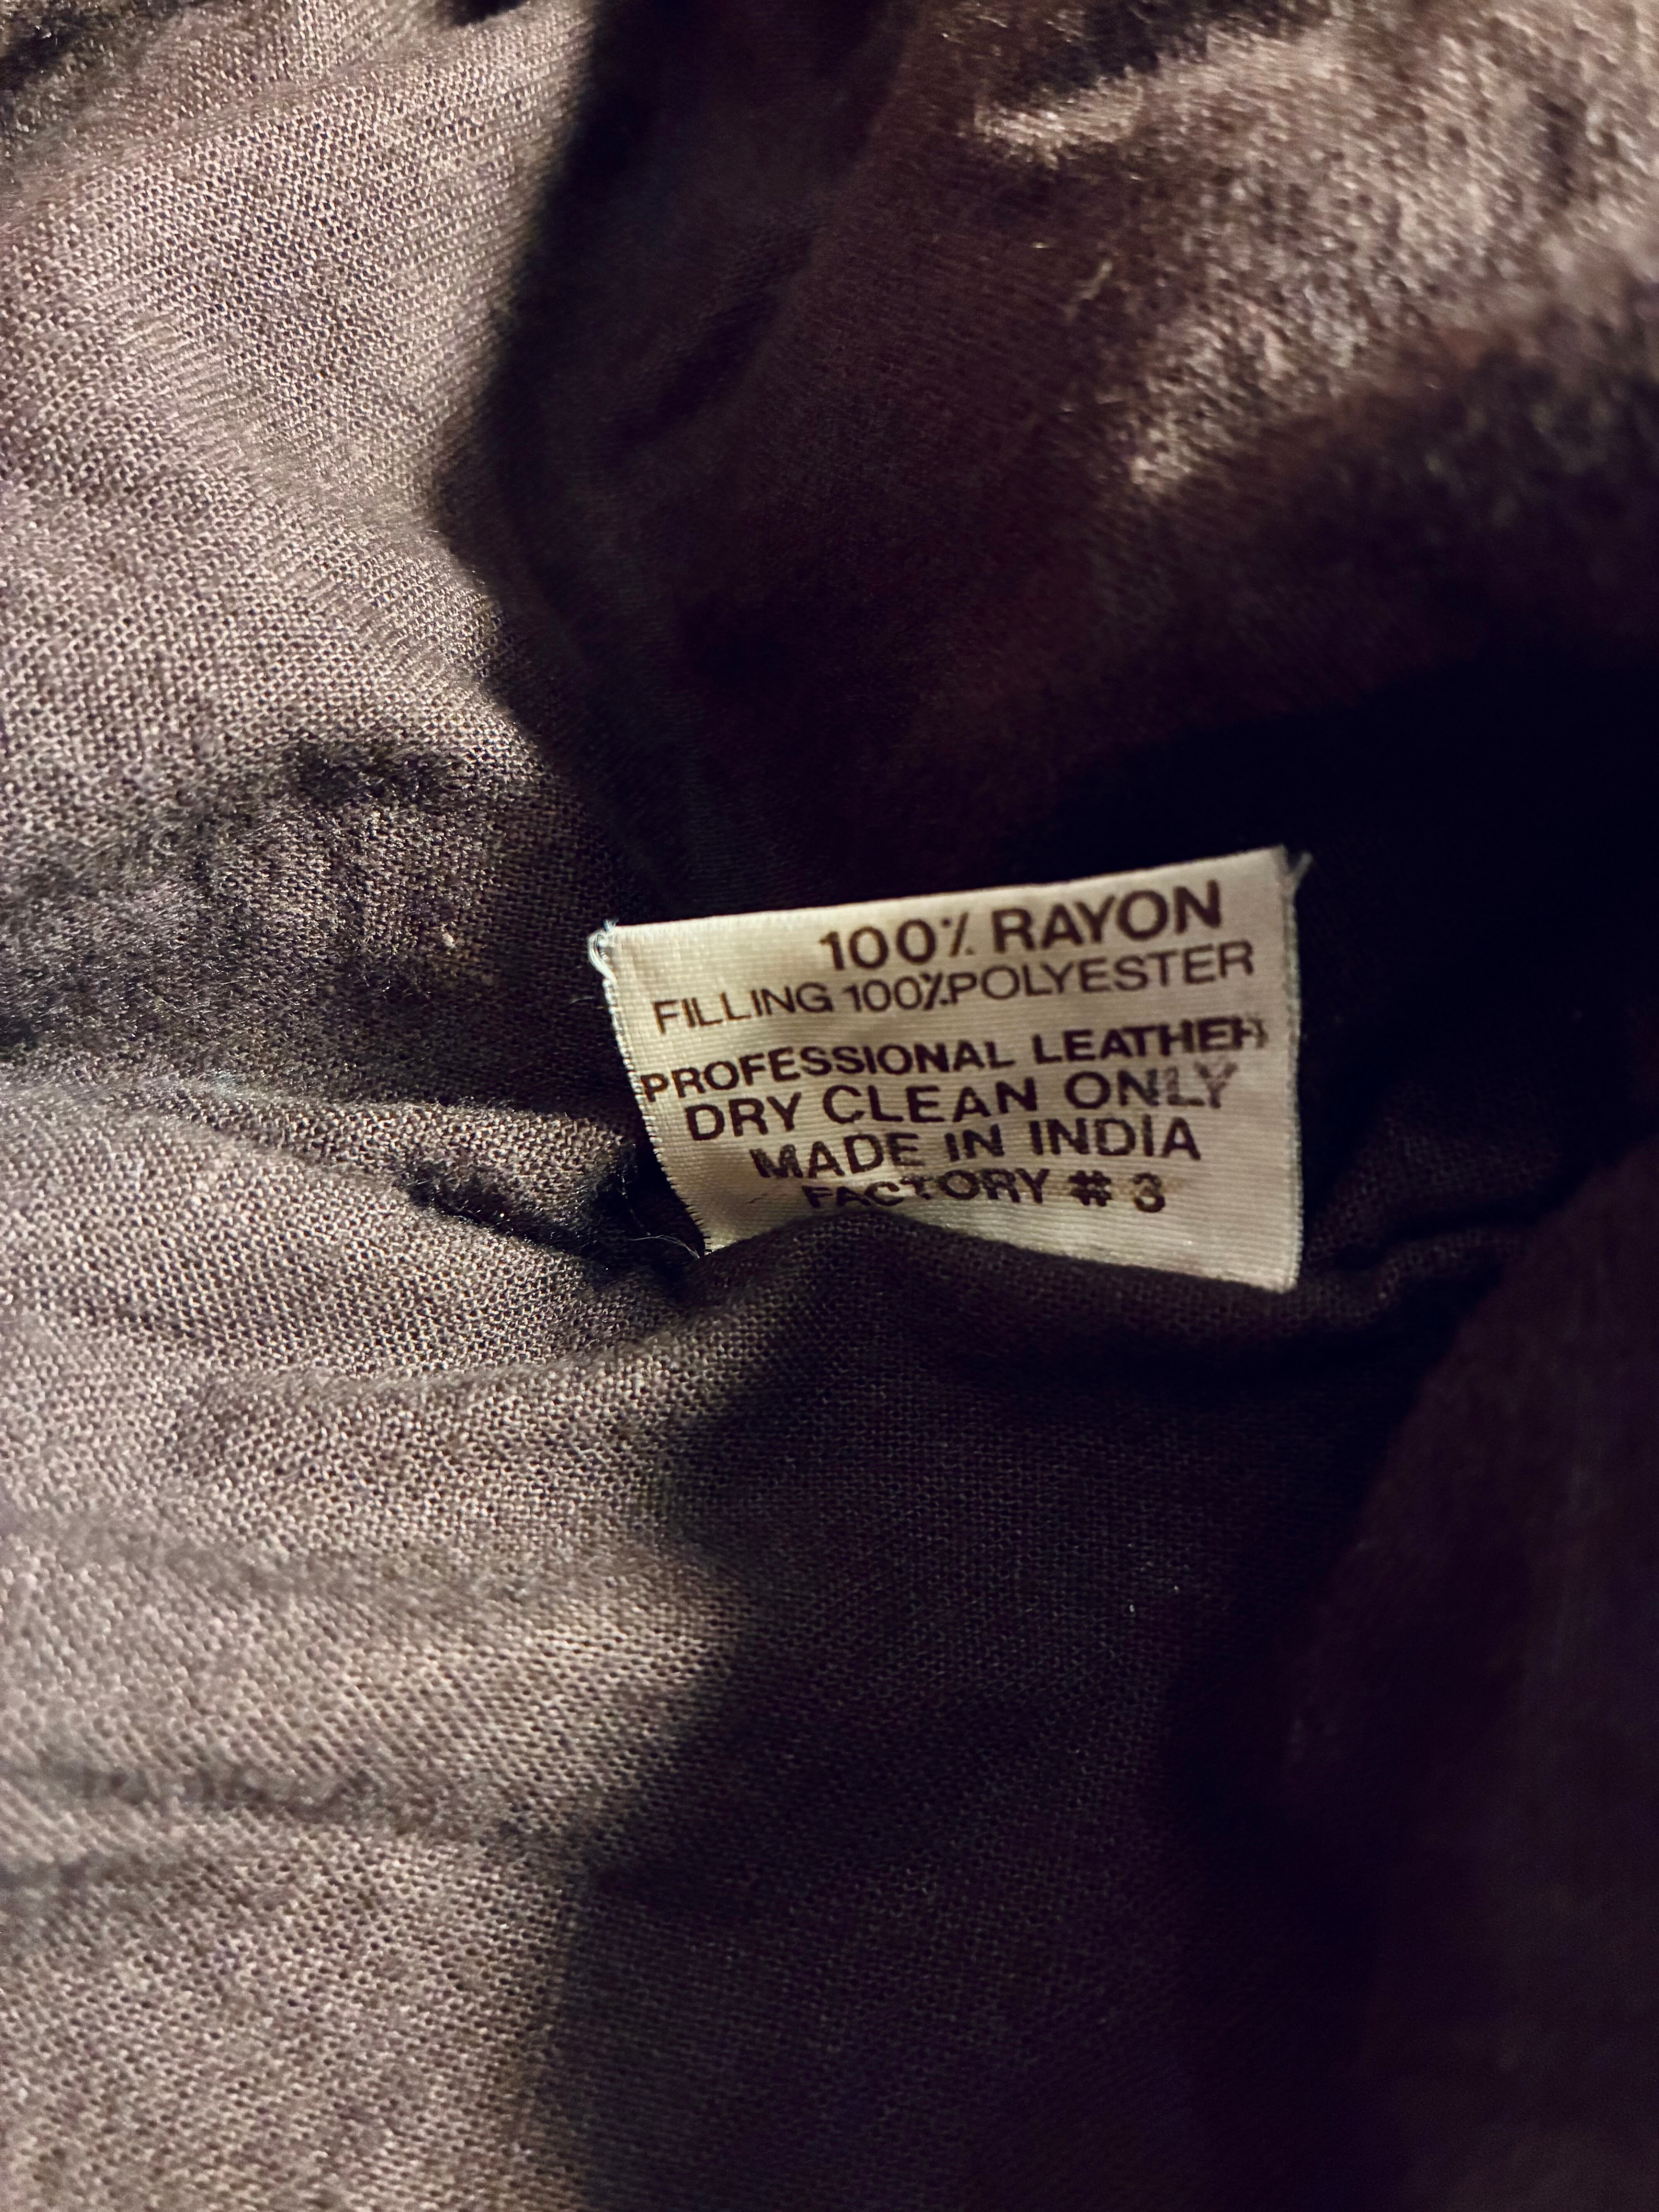 100% RAYON
FILLING 100% POLYESTER
PROFESSIONAL LEATHER
DRY CLEAN ONLY
MADE IN INDIA
FACTORY # 3